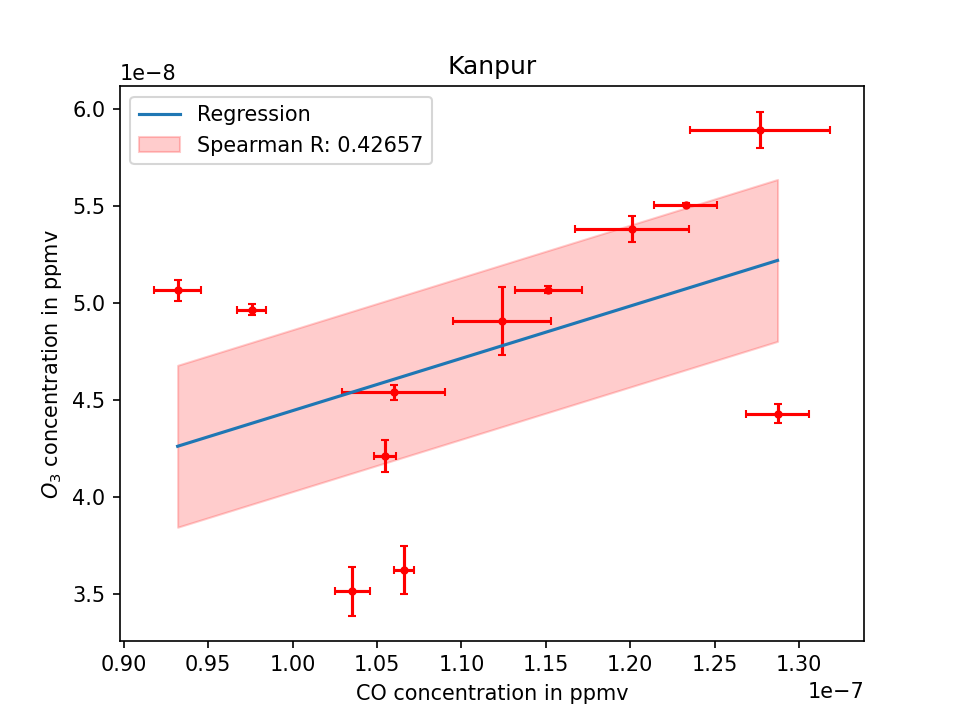 Kanpur
1e−8
Regression
Spearman R: 0.42657
6.0
5.5
5.0
4.5
4.0
3.5
O3 concentration in ppmv
0.90 0.95 1.00 1.05 1.10 1.15 1.20 1.25 1.30
CO concentration in ppmv
1e−7